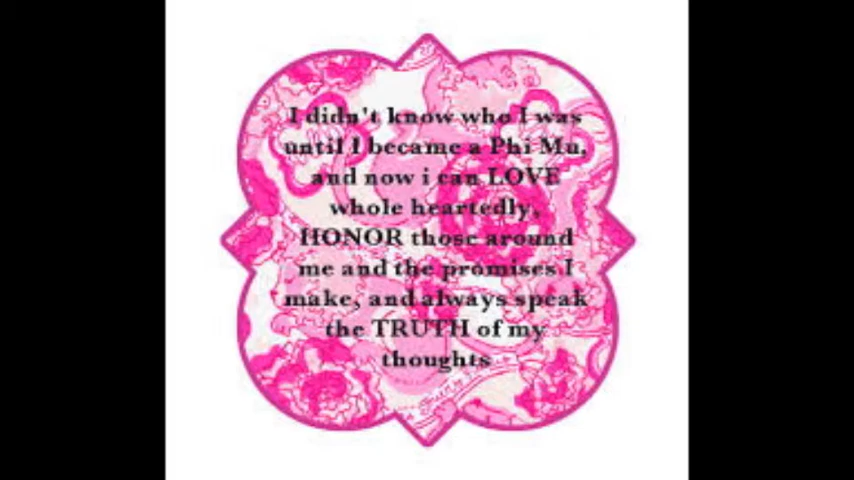 I didn't know who I was
until I became a Phi Mu,
and now i can LOVE
whole heartedly,
HONOR those around
me and the promises I
make, and always speak
the TRUTH of my
thoughts